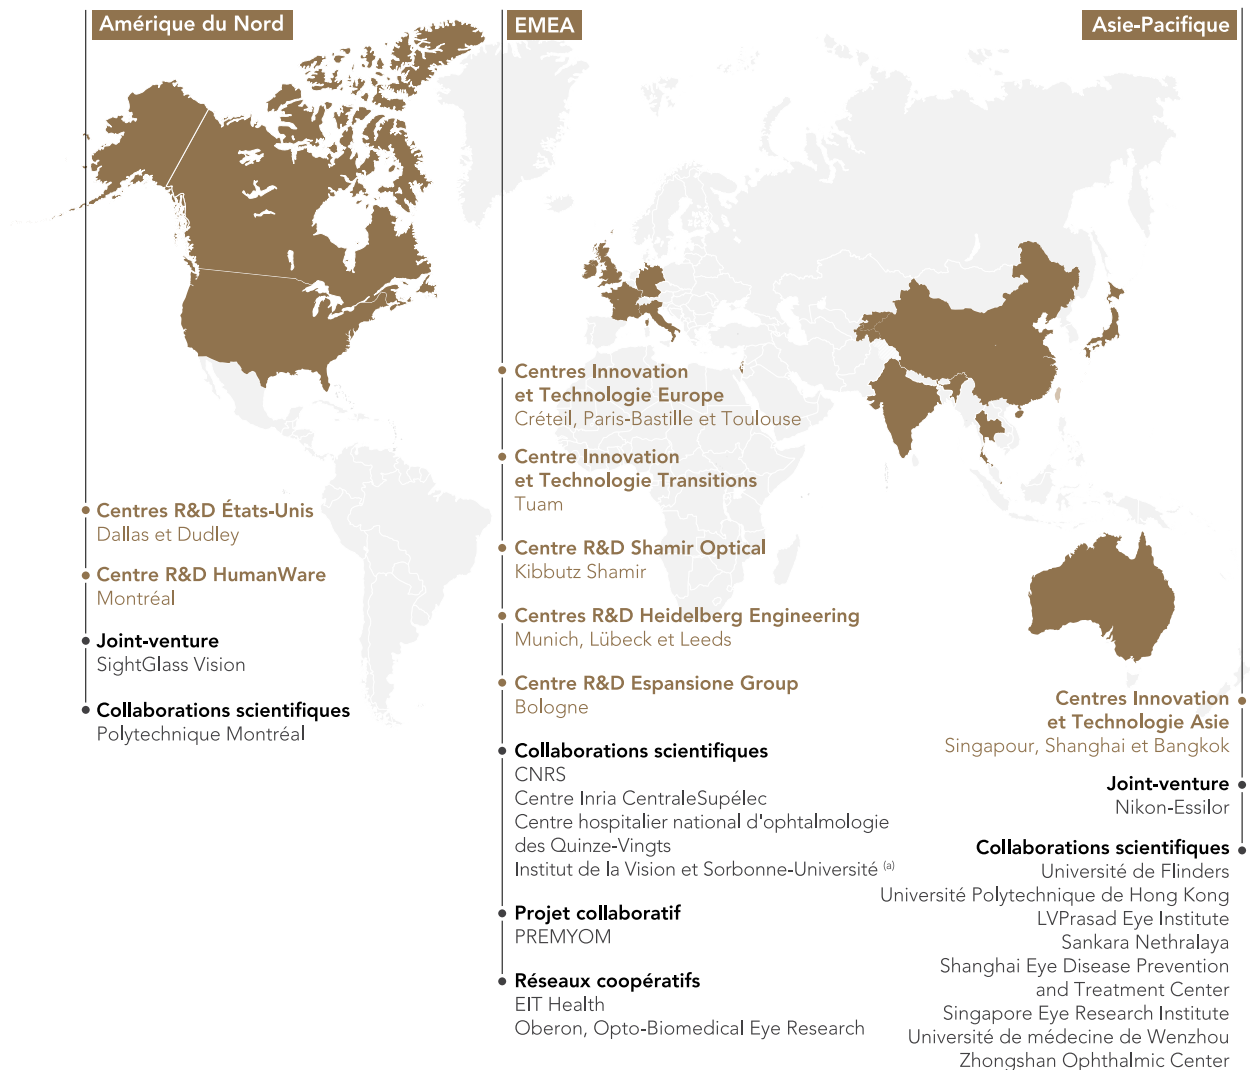 Amérique du Nord
Centres R&D États-Unis
Dallas et Dudley
Centre R&D HumanWare
Montréal
Joint-venture
SightGlass Vision
Collaborations scientifiques
Polytechnique Montréal
EMEA
Centres Innovation
et Technologie Europe
Créteil, Paris-Bastille et Toulouse
Centre Innovation
et Technologie Transitions
Tuam
Centre R&D Shamir Optical
Kibbutz Shamir
Centres R&D Heidelberg Engineering
Munich, Lübeck et Leeds
Centre R&D Espansione Group
Bologne
Collaborations scientifiques
CNRS
Centre Inria CentraleSupélec
Centre hospitalier national d'ophtalmologie
des Quinze-Vingts
Institut de la Vision et Sorbonne-Université (a)
Projet collaboratif
PREMYOM
Réseaux coopératifs
EIT Health
Oberon, Opto-Biomedical Eye Research
Asie-Pacifique
Centres Innovation
et Technologie Asie
Singapour, Shanghai et Bangkok
Joint-venture
Nikon-Essilor
Collaborations scientifiques
Université de Flinders
Université Polytechnique de Hong Kong
LVPrasad Eye Institute
Sankara Nethralaya
Shanghai Eye Disease Prevention
and Treatment Center
Singapore Eye Research Institute
Université de médecine de Wenzhou
Zhongshan Ophthalmic Center